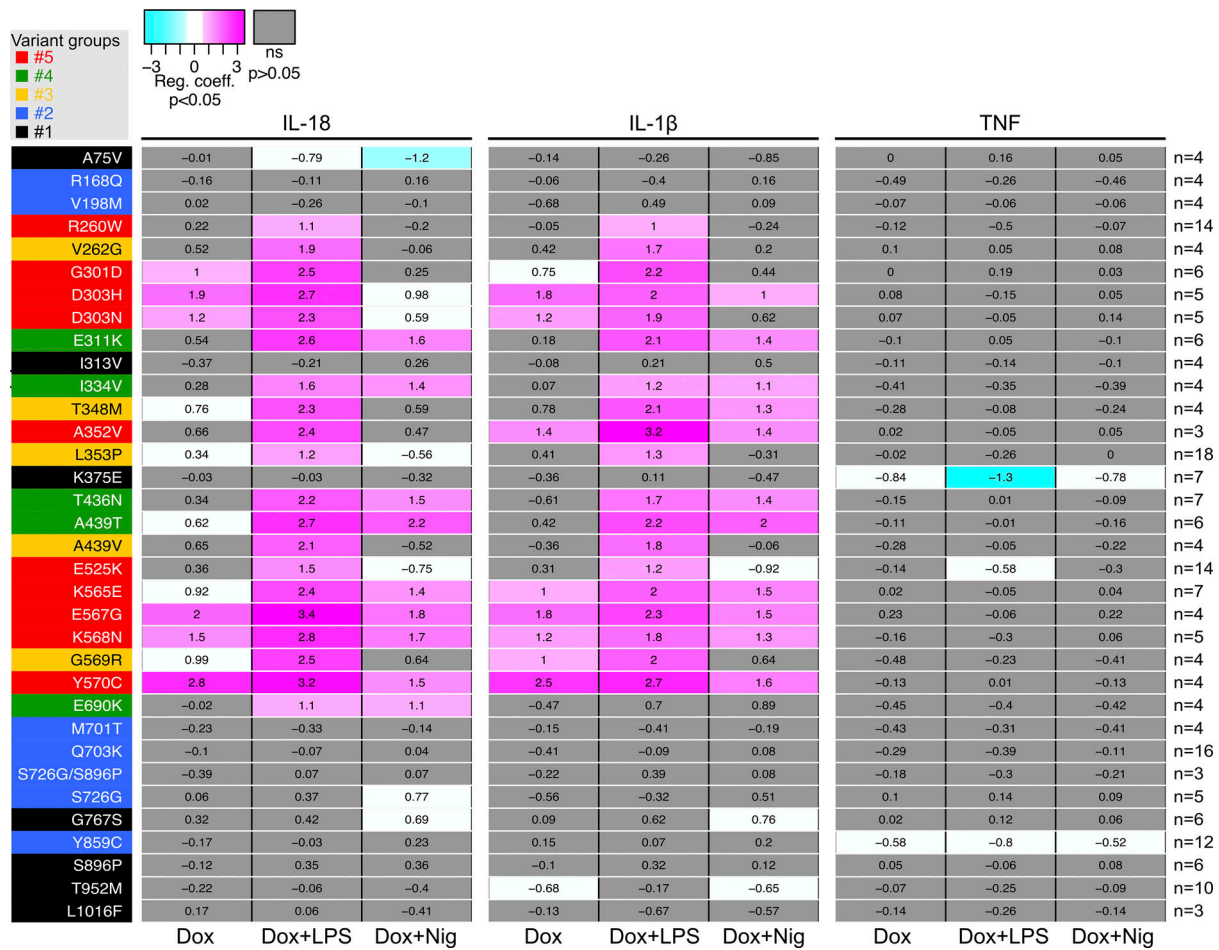 Variant groups
#5
#4
#3
#2
#1
−3 0 3
Reg. coeff.
p<0.05
ns
p>0.05
IL-18 IL-1β TNF
A75V −0.01 −0.79 −1.2 −0.14 −0.26 −0.85 0 0.16 0.05 n=4
R168Q −0.16 −0.11 0.16 −0.06 −0.4 0.16 −0.49 −0.26 −0.46 n=4
V198M 0.02 −0.26 −0.1 −0.68 0.49 0.09 −0.07 −0.06 −0.06 n=4
R260W 0.22 1.1 −0.2 −0.05 1 −0.24 −0.12 −0.5 −0.07 n=14
V262G 0.52 1.9 −0.06 0.42 1.7 0.2 0.1 0.05 0.08 n=4
G301D 1 2.5 0.25 0.75 2.2 0.44 0 0.19 0.03 n=6
D303H 1.9 2.7 0.98 1.8 2 1 0.08 −0.15 0.05 n=5
D303N 1.2 2.3 0.59 1.2 1.9 0.62 0.07 −0.05 0.14 n=5
E311K 0.54 2.6 1.6 0.18 2.1 1.4 −0.1 0.05 −0.1 n=6
I313V −0.37 −0.21 0.26 −0.08 0.21 0.5 −0.11 −0.14 −0.1 n=4
I334V 0.28 1.6 1.4 0.07 1.2 1.1 −0.41 −0.35 −0.39 n=4
T348M 0.76 2.3 0.59 0.78 2.1 1.3 −0.28 −0.08 −0.24 n=4
A352V 0.66 2.4 0.47 1.4 3.2 1.4 0.02 −0.05 0.05 n=3
L353P 0.34 1.2 −0.56 0.41 1.3 −0.31 −0.02 −0.26 0 n=18
K375E −0.03 −0.03 −0.32 −0.36 0.11 −0.47 −0.84 −1.3 −0.78 n=7
T436N 0.34 2.2 1.5 −0.61 1.7 1.4 −0.15 0.01 −0.09 n=7
A439T 0.62 2.7 2.2 0.42 2.2 2 −0.11 −0.01 −0.16 n=6
A439V 0.65 2.1 −0.52 −0.36 1.8 −0.06 −0.28 −0.05 −0.22 n=4
E525K 0.36 1.5 −0.75 0.31 1.2 −0.92 −0.14 −0.58 −0.3 n=14
K565E 0.92 2.4 1.4 1 2 1.5 0.02 −0.05 0.04 n=7
E567G 2 3.4 1.8 1.8 2.3 1.5 0.23 −0.06 0.22 n=4
K568N 1.5 2.8 1.7 1.2 1.8 1.3 −0.16 −0.3 0.06 n=5
G569R 0.99 2.5 0.64 1 2 0.64 −0.48 −0.23 −0.41 n=4
Y570C 2.8 3.2 1.5 2.5 2.7 1.6 −0.13 0.01 −0.13 n=4
E690K −0.02 1.1 1.1 −0.47 0.7 0.89 −0.45 −0.4 −0.42 n=4
M701T −0.23 −0.33 −0.14 −0.15 −0.41 −0.19 −0.43 −0.31 −0.41 n=4
Q703K −0.1 −0.07 0.04 −0.41 −0.09 0.08 −0.29 −0.39 −0.11 n=16
S726G/S896P −0.39 0.07 0.07 −0.22 0.39 0.08 −0.18 −0.3 −0.21 n=3
S726G 0.06 0.37 0.77 −0.56 −0.32 0.51 0.1 0.14 0.09 n=5
G767S 0.32 0.42 0.69 0.09 0.62 0.76 0.02 0.12 0.06 n=6
Y859C −0.17 −0.03 0.23 0.15 0.07 0.2 −0.58 −0.8 −0.52 n=12
S896P −0.12 0.35 0.36 −0.1 0.32 0.12 0.05 −0.06 0.08 n=6
T952M −0.22 −0.06 −0.4 −0.68 −0.17 −0.65 −0.07 −0.25 −0.09 n=10
L1016F 0.17 0.06 −0.41 −0.13 −0.67 −0.57 −0.14 −0.26 −0.14 n=3
Dox Dox+LPS Dox+Nig Dox Dox+LPS Dox+Nig Dox Dox+LPS Dox+Nig